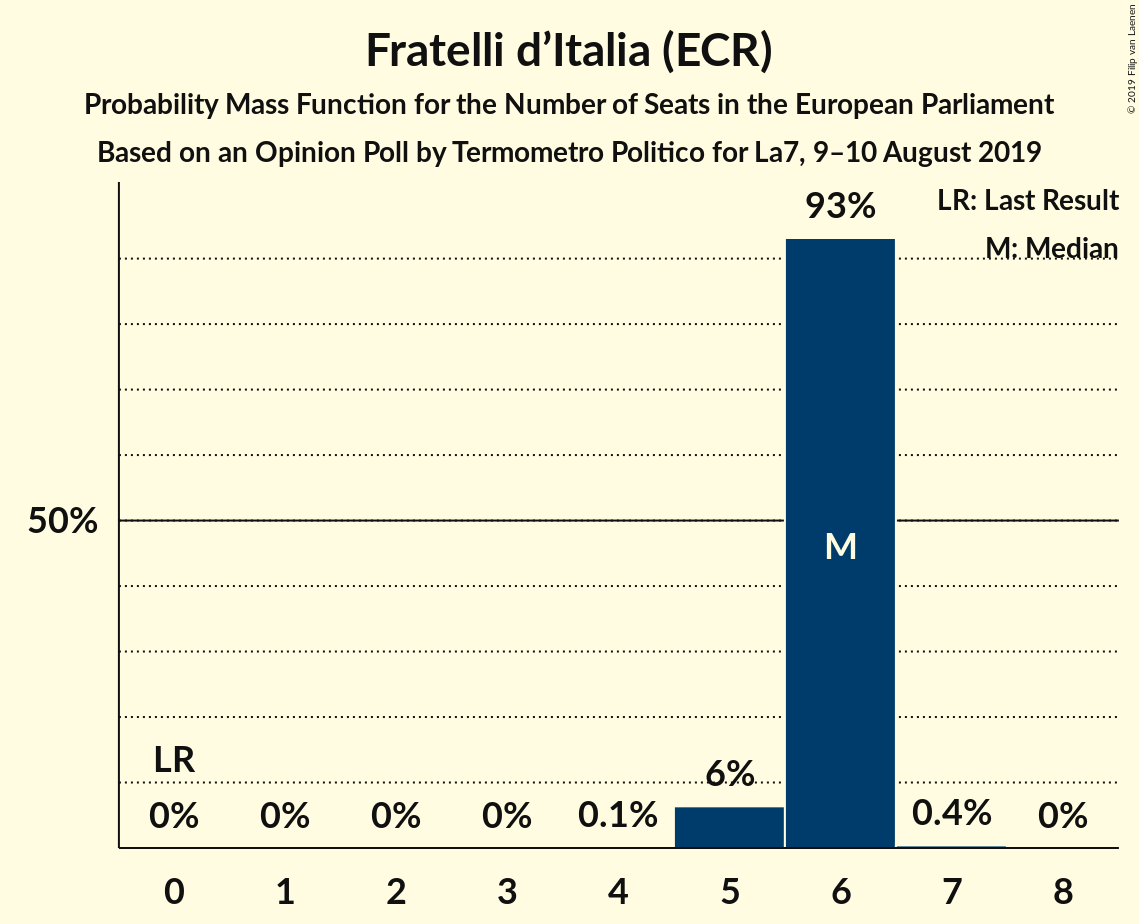 Fratelli d’Italia (ECR)
Probability Mass Function for the Number of Seats in the European Parliament
Based on an Opinion Poll by Termometro Politico for La7, 9–10 August 2019
© 2019 Filip van Laenen
LR: Last Result
M: Median
93%
50%
M
LR
6%
0% 0% 0% 0% 0.1% 0.4% 0%
0 1 2 3 4 5 6 7 8